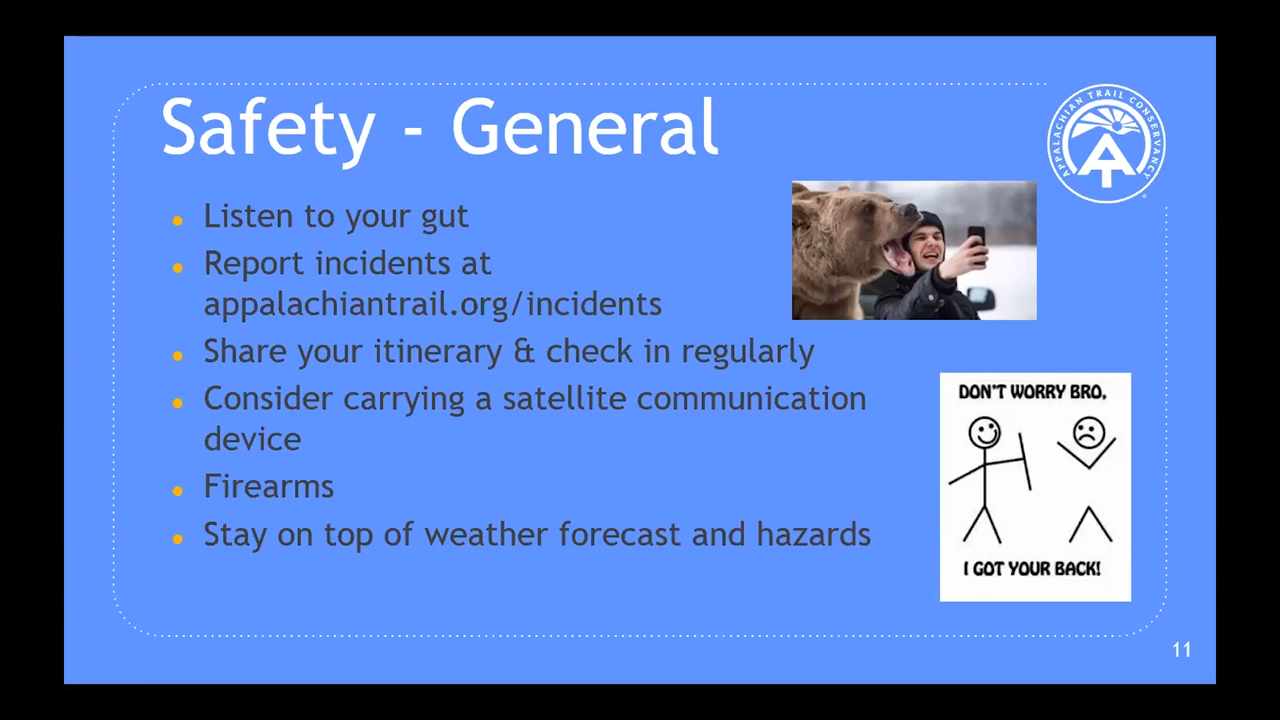 Safety - General
APPALACHIAN TRAIL CONSERVANCY
Listen to your gut
Report incidents at
appalachiantrail.org/incidents
Share your itinerary & check in regularly
Consider carrying a satellite communication
device
Firearms
Stay on top of weather forecast and hazards
DON'T WORRY BRO,
I GOT YOUR BACK!
11